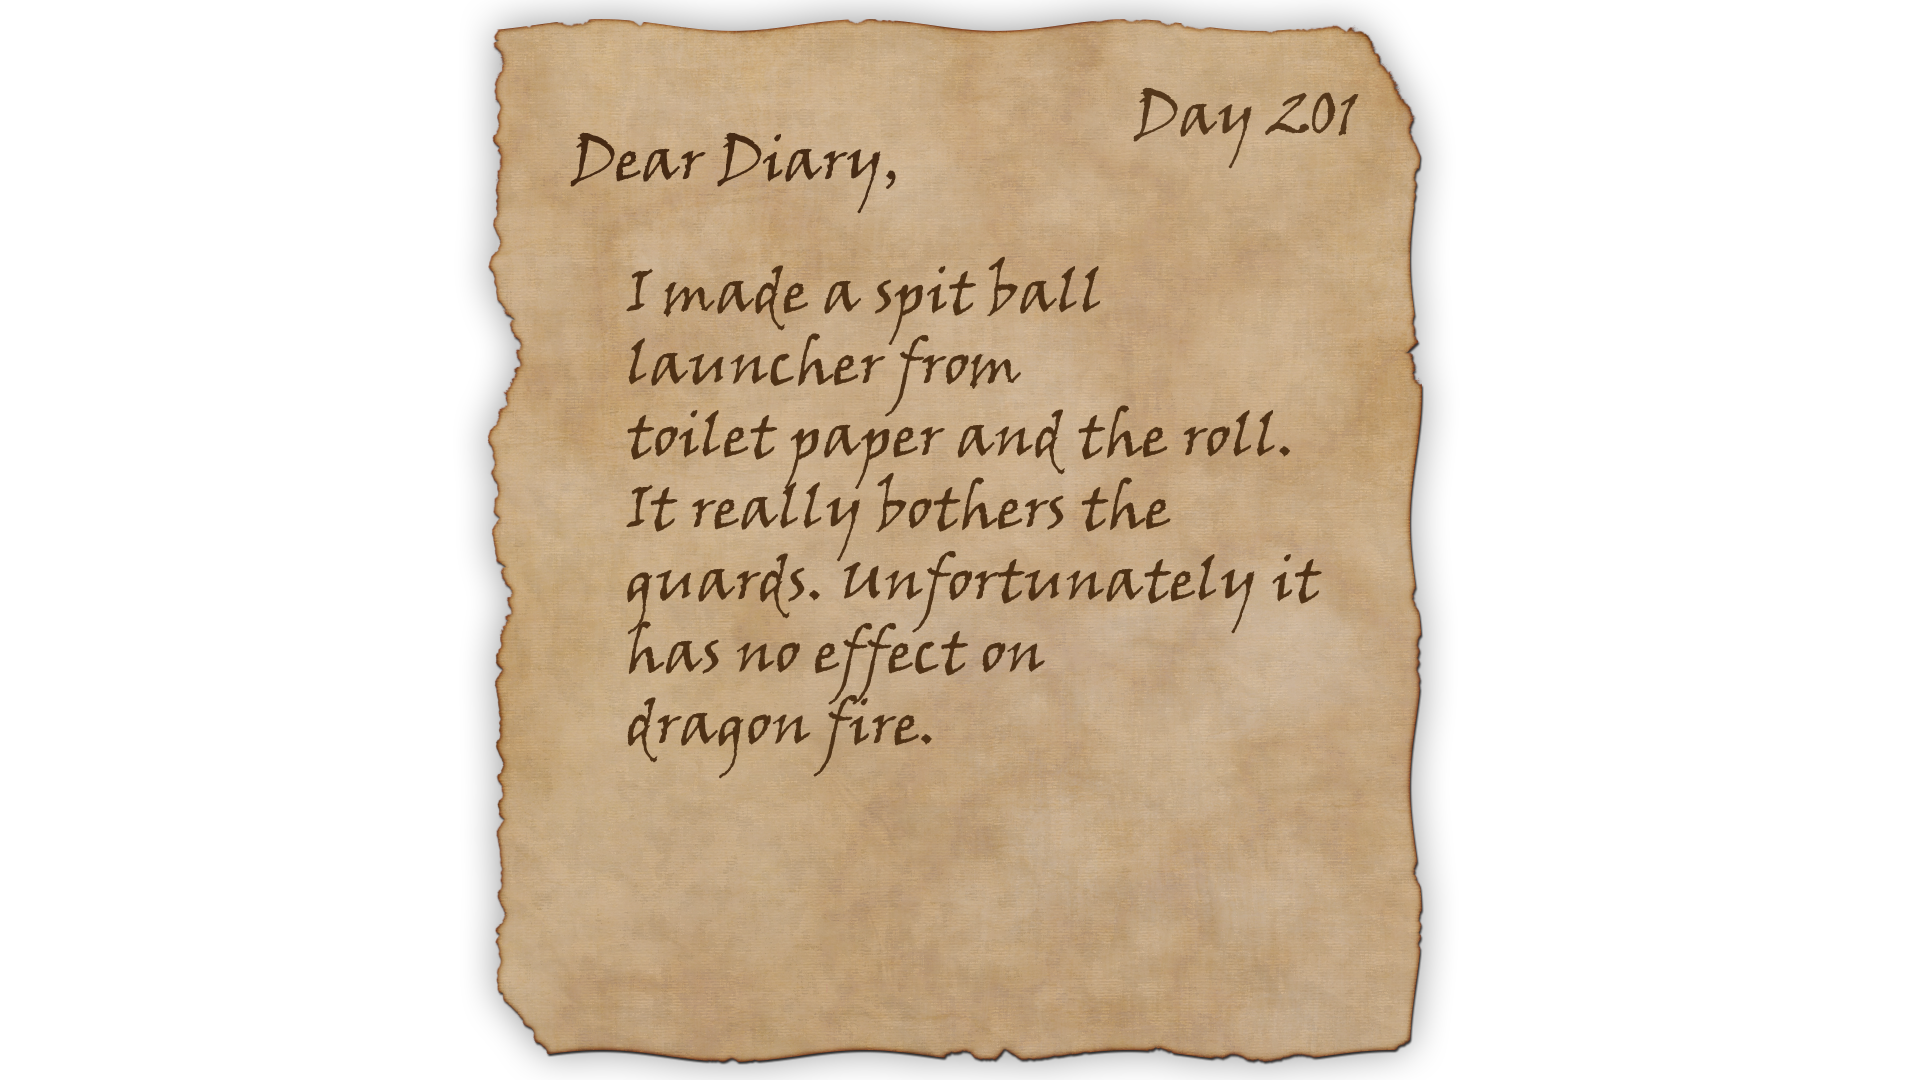 Day 201
Dear Diary,
I made a spit ball
launcher from
toilet paper and the roll.
It really bothers the
guards. Unfortunately it
has no effect on
dragon fire.